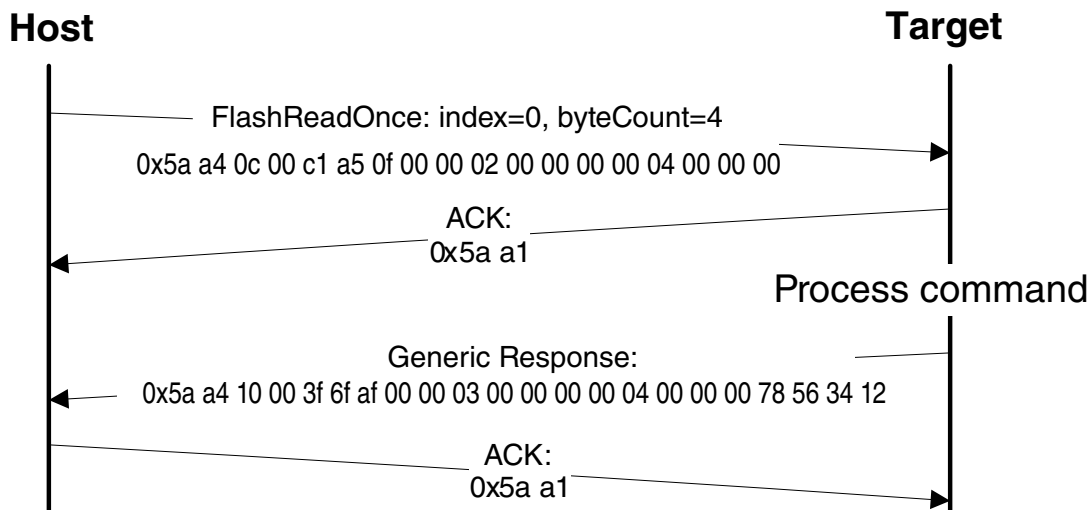 Host
Target
FlashReadOnce: index=0, byteCount=4
0x5a a4 0c 00 c1 a5 0f 00 00 02 00 00 00 00 04 00 00 00
ACK:
0x5a a1
Process command
Generic Response:
0x5a a4 10 00 3f 6f af 00 00 03 00 00 00 00 04 00 00 00 78 56 34 12
ACK:
0x5a a1